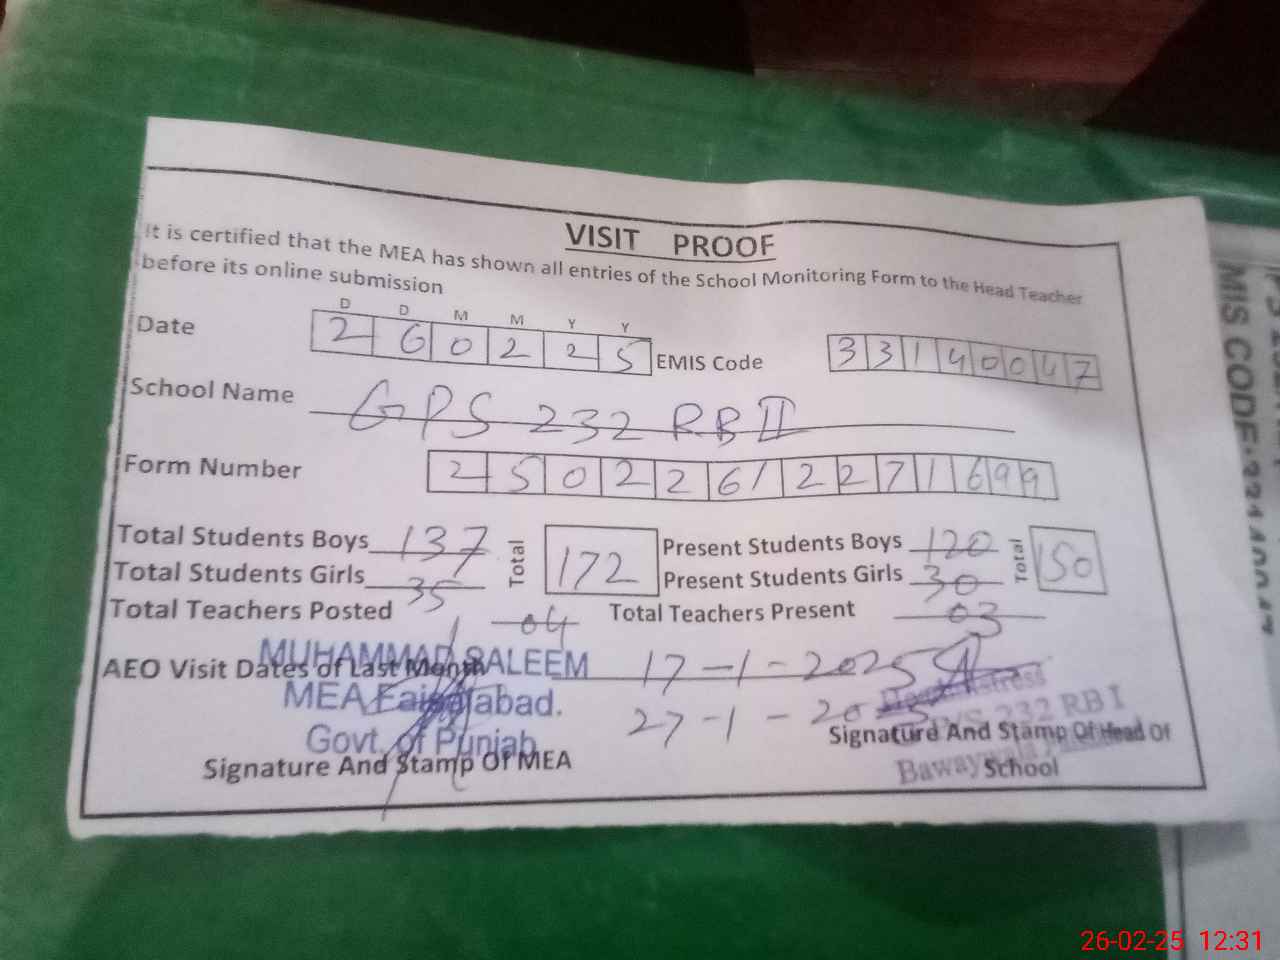 VISIT PROOF
It is certified that the MEA has shown all entries of the School Monitoring Form to the Head Teacher
before its online submission
D D M M Y Y
Date 2 6 0 2 2 5 EMIS Code 3 3 1 4 0 0 4 7
School Name GPS 232 RB II
Form Number 2 5 0 2 2 6 1 2 2 7 1 6 9 9
Total Students Boys 137 Total 172 Present Students Boys 120 Total 150
Total Students Girls 35 Present Students Girls 30
Total Teachers Posted 04 Total Teachers Present 03
AEO Visit Dates of Last Month 17-1-2025
27-1-20
MUHAMMAD SALEEM
MEA Faisalabad.
Govt. of Punjab
232 RB I
Signature And Stamp Of MEA
Signature And Stamp Of Head Of
School
MIS CODE:
26-02-25 12:31